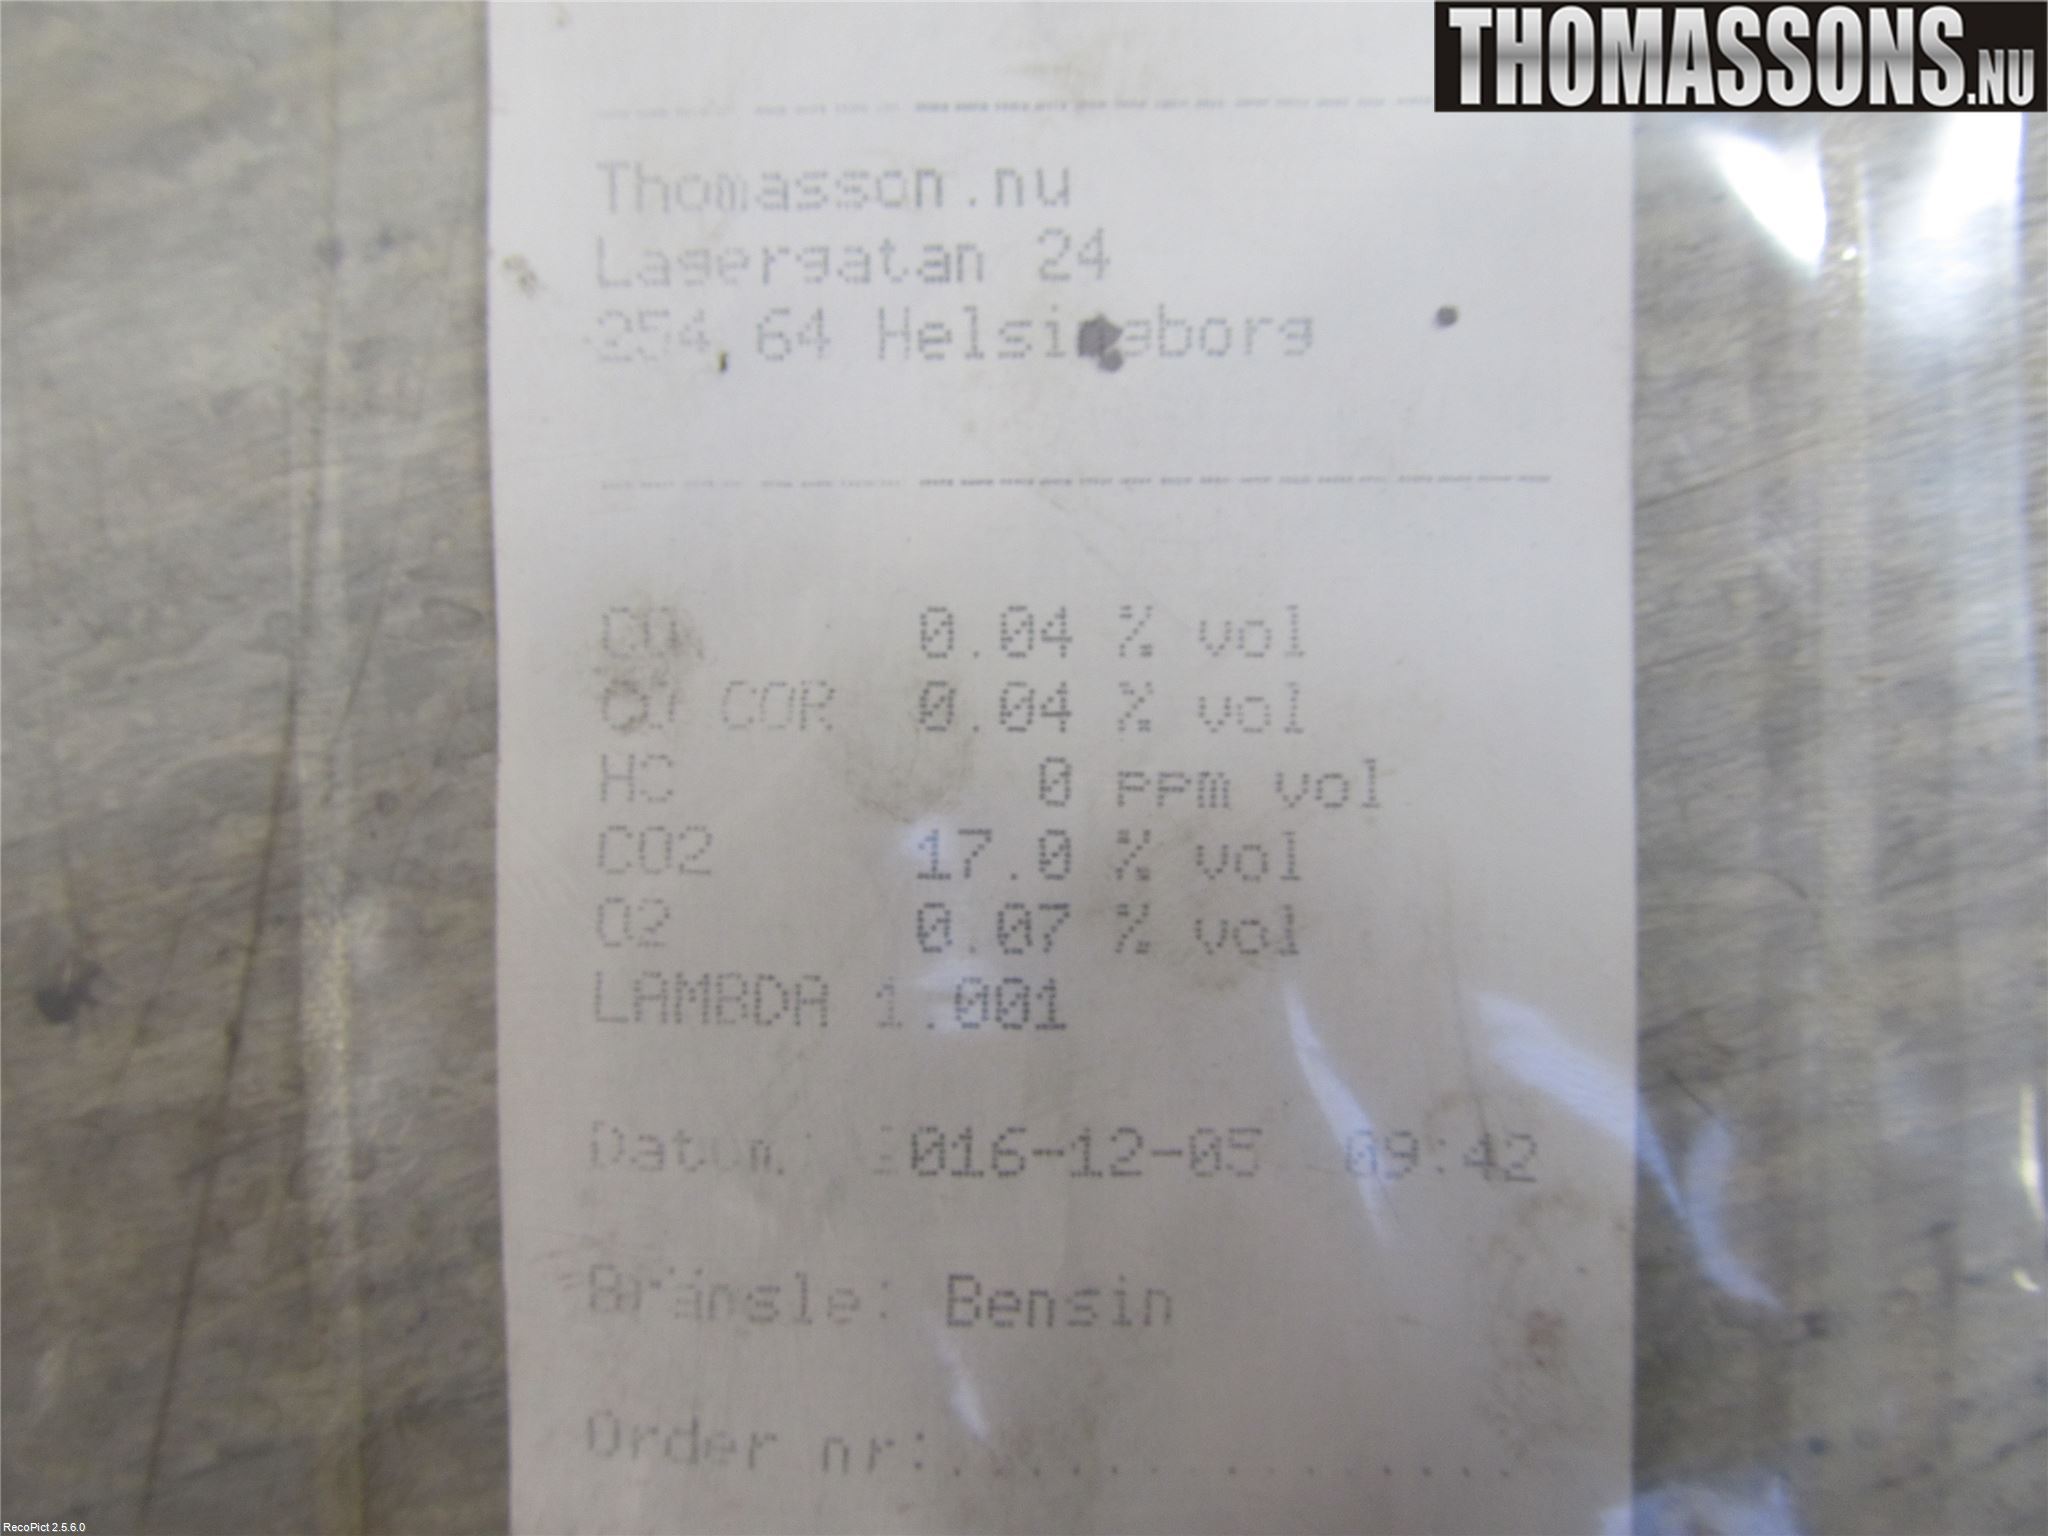 THOMASSONS.NU
Thomasson.nu
Lagergatan 24
254 64 Helsingborg
CO 0.04 % vol
CO COR 0.04 % vol
HC 0 ppm vol
CO2 17.0 % vol
O2 0.07 % vol
LAMBDA 1.001
Datum: 2016-12-05 09:42
Bränsle: Bensin
Order nr:................
RecoPict 2.5.6.0